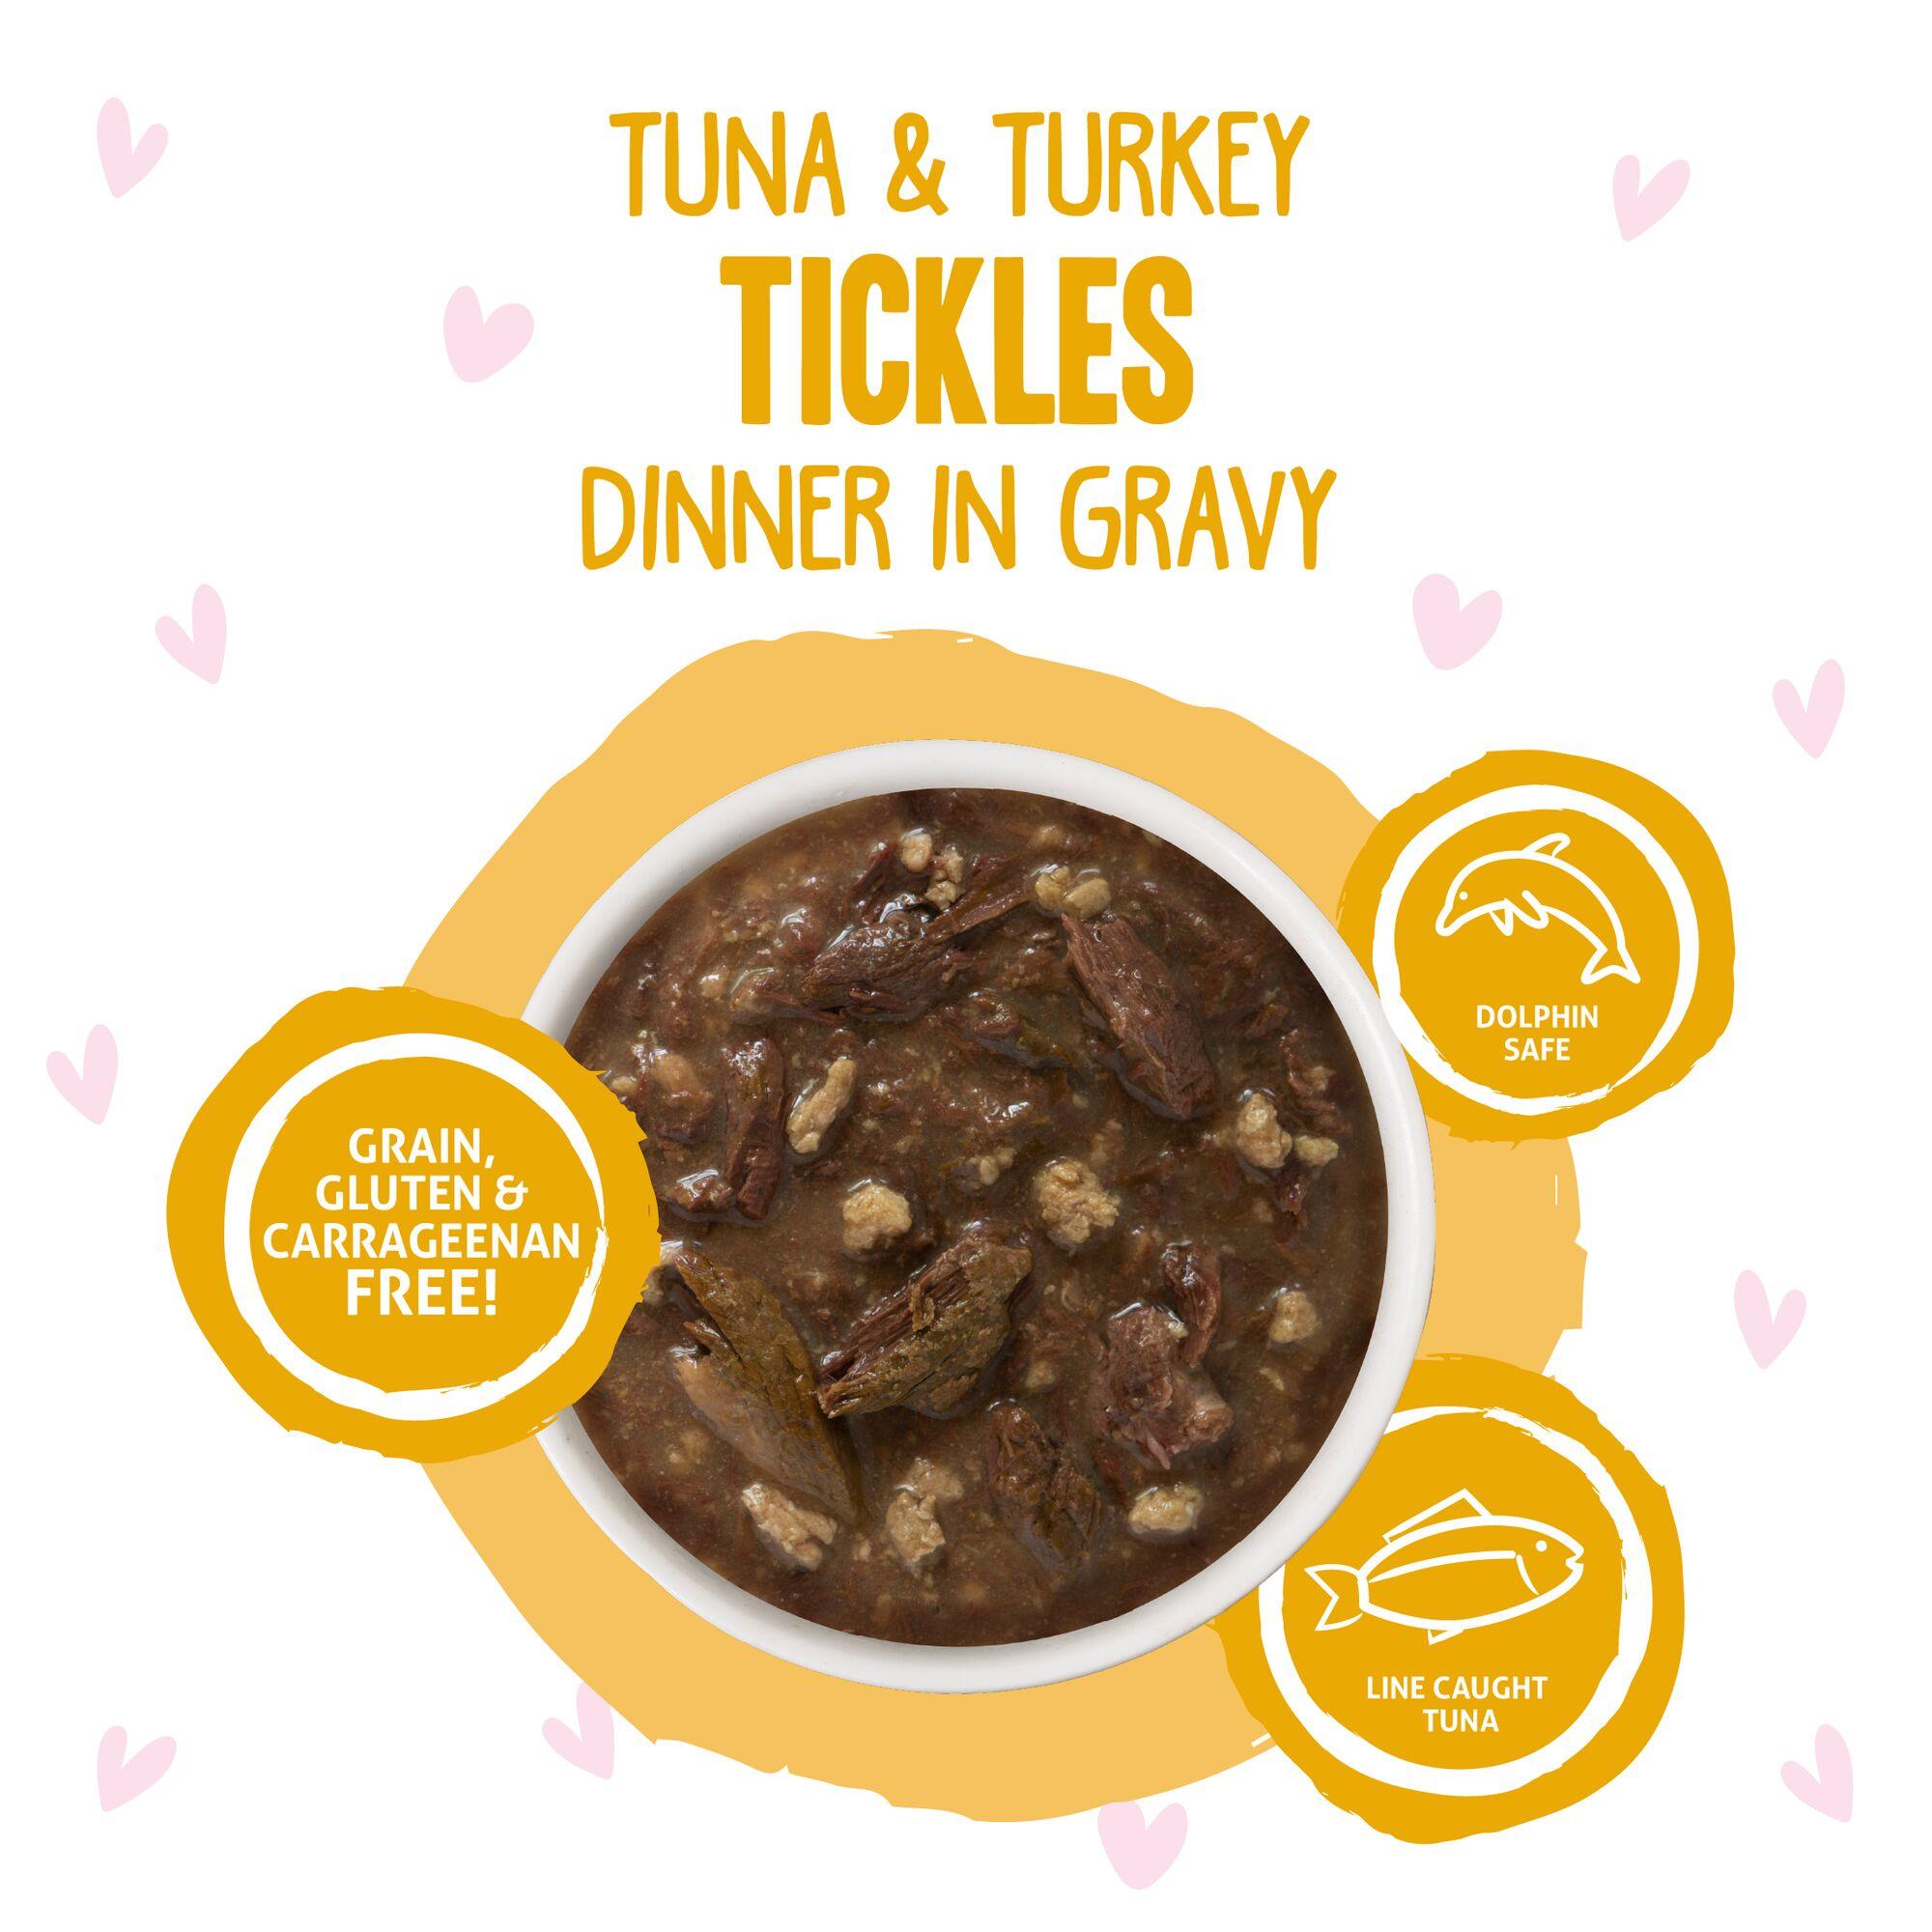 TUNA & TURKEY
TICKLES
DINNER IN GRAVY
DOLPHIN
SAFE
GRAIN,
GLUTEN &
CARRAGEENAN
FREE!
LINE CAUGHT
TUNA